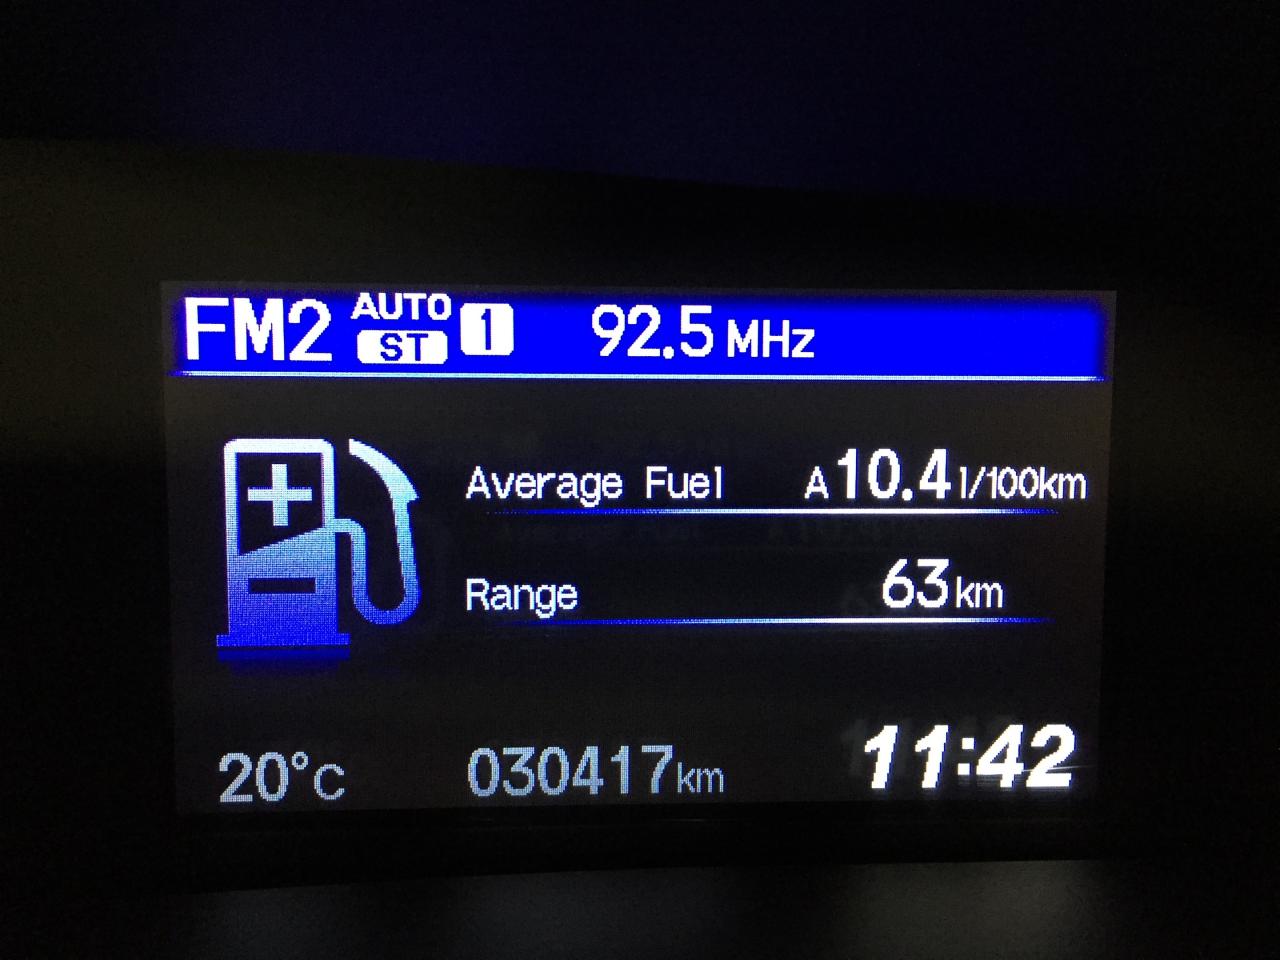 FM2 AUTO ST 1 92.5 MHz
Average Fuel A 10.4 l/100km
Range 63 km
20°C 030417 km 11:42